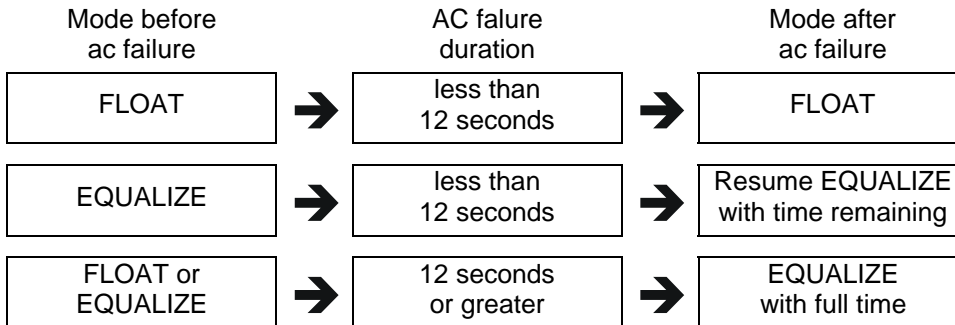 Mode before
ac failure
AC falure
duration
Mode after
ac failure
FLOAT
less than
12 seconds
FLOAT
EQUALIZE
less than
12 seconds
Resume EQUALIZE
with time remaining
FLOAT or
EQUALIZE
12 seconds
or greater
EQUALIZE
with full time